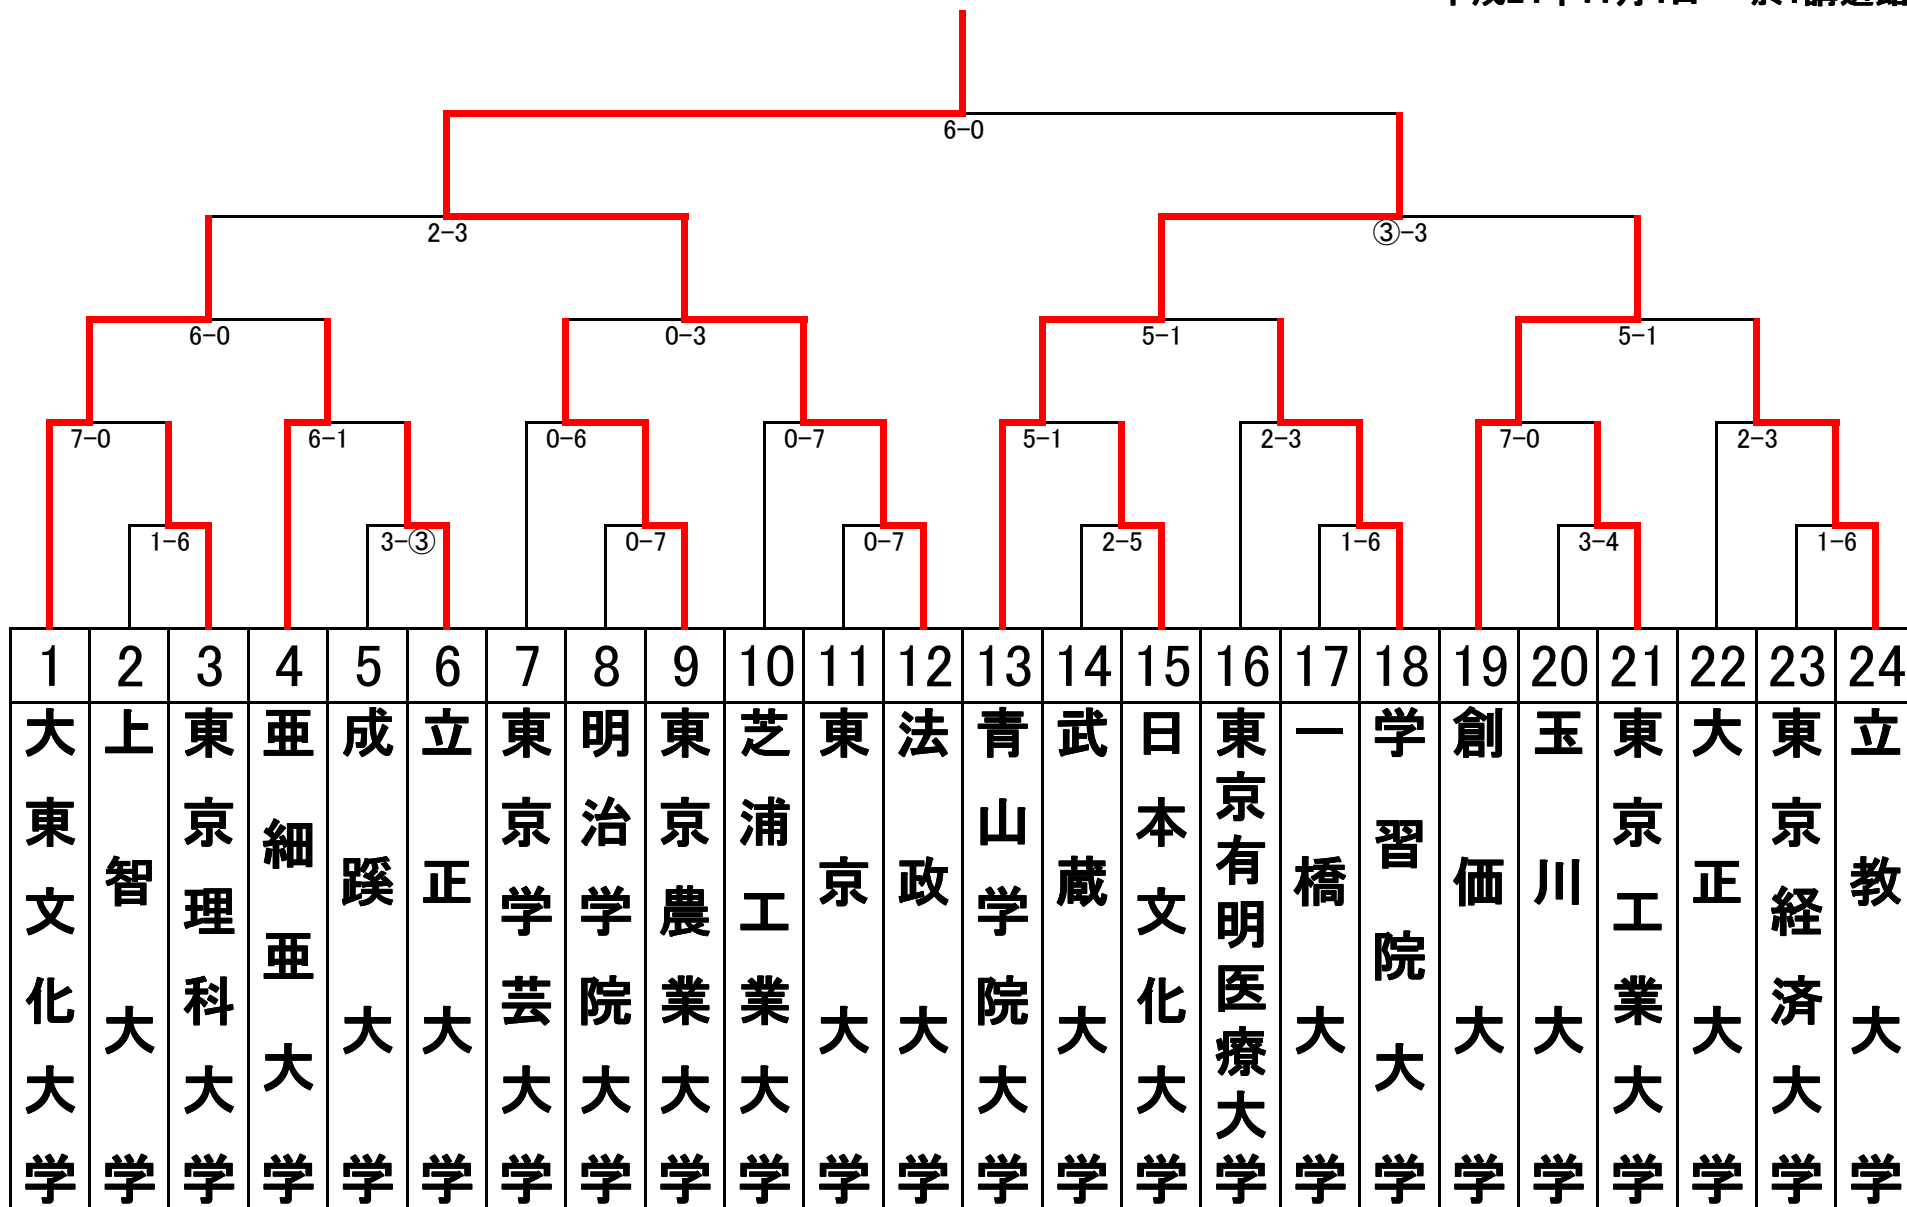 6-0
2-3
③-3
6-0
0-3
5-1
5-1
7-0
6-1
0-6
0-7
5-1
2-3
7-0
2-3
1-6
3-③
0-7
0-7
2-5
1-6
3-4
1-6
1 2 3 4 5 6 7 8 9 10 11 12 13 14 15 16 17 18 19 20 21 22 23 24
大東文化大学
上智大学
東京理科大学
亜細亜大学
成蹊大学
立正大学
東京学芸大学
明治学院大学
東京農業大学
芝浦工業大学
東京大学
法政大学
青山学院大学
武蔵大学
日本文化大学
東京有明医療大学
一橋大学
学習院大学
創価大学
玉川大学
東京工業大学
大正大学
東京経済大学
立教大学